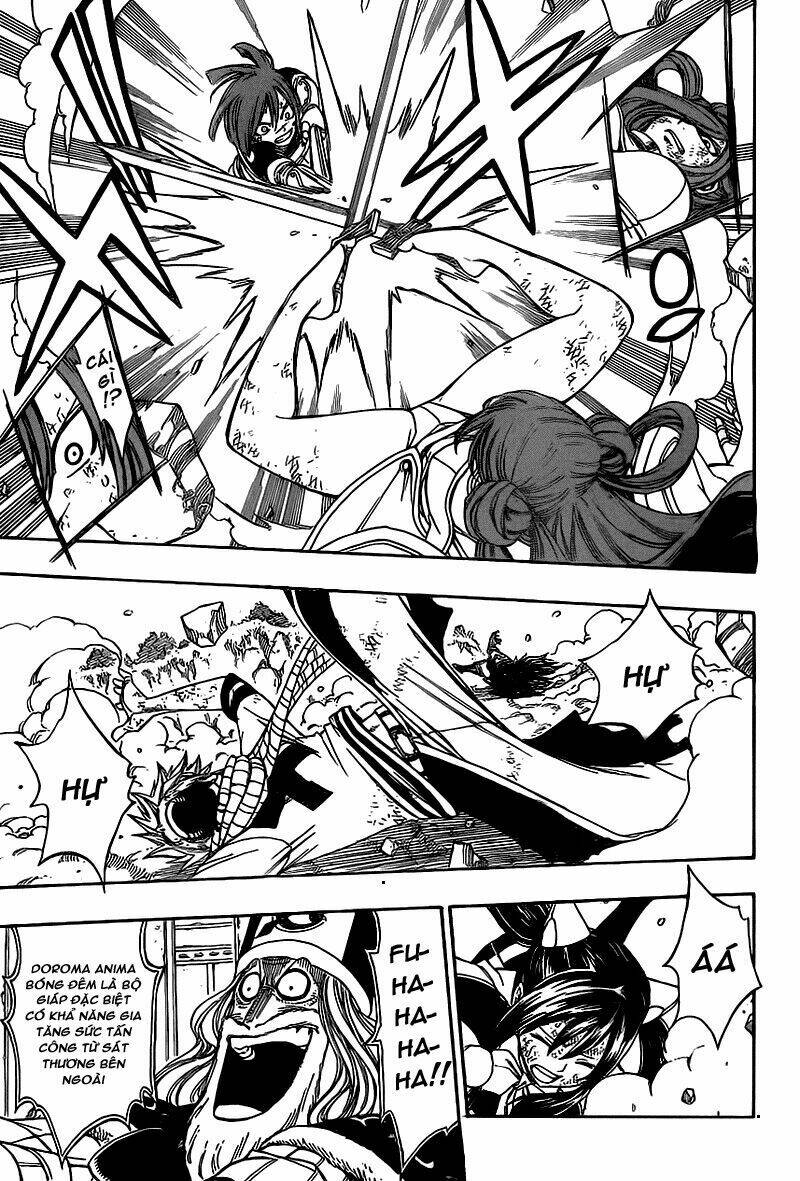 CÁI
GÌ
!?
HỰ
HỰ
ÁÁ
FU-
HA-
HA-
HA-
HA!!
DOROMA ANIMA
BÓNG ĐÊM LÀ BỘ
GIÁP ĐẶC BIỆT
CÓ KHẢ NĂNG GIA
TĂNG SỨC TẤN
CÔNG TỪ SÁT
THƯƠNG BÊN
NGOÀI